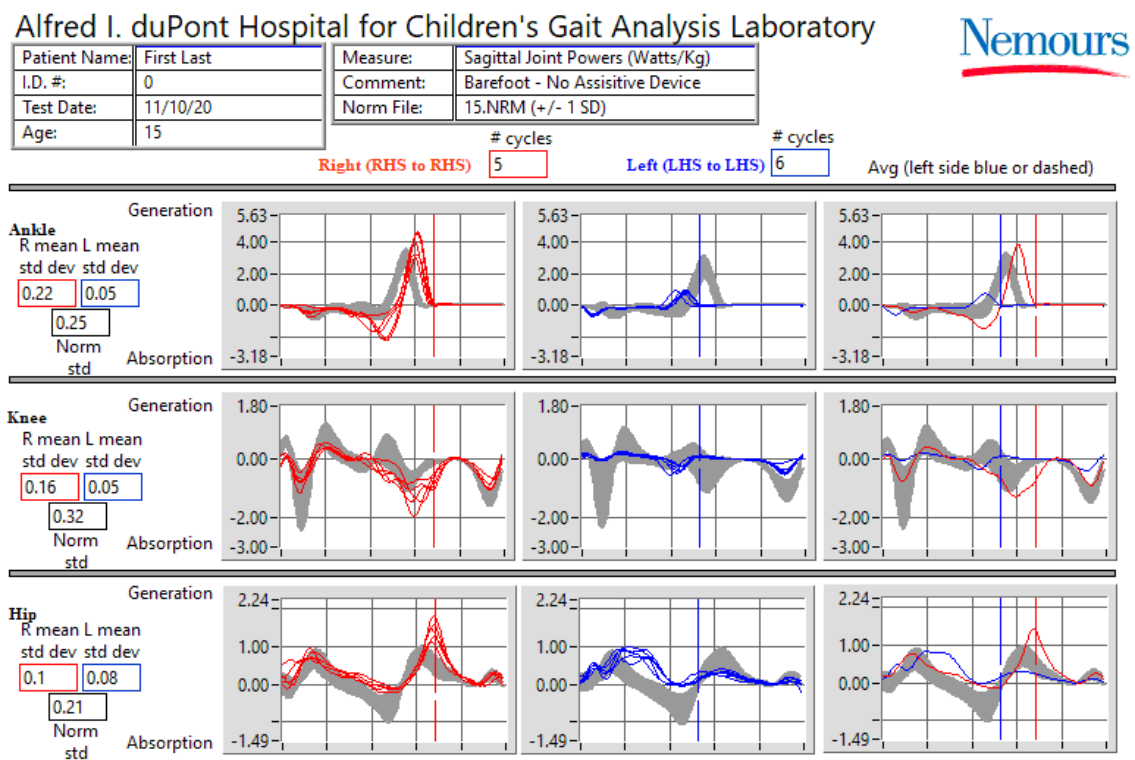 Alfred I. duPont Hospital for Children's Gait Analysis Laboratory
Nemours
Patient Name: First Last
I.D. #: 0
Test Date: 11/10/20
Age: 15
Measure: Sagittal Joint Powers (Watts/Kg)
Comment: Barefoot - No Assisitive Device
Norm File: 15.NRM (+/- 1 SD)
# cycles
# cycles
Right (RHS to RHS) 5
Left (LHS to LHS) 6
Avg (left side blue or dashed)
Generation
Ankle
R mean L mean
std dev std dev
0.22 0.05
0.25
Norm
std
Absorption
5.63
4.00
2.00
0.00
-3.18
5.63
4.00
2.00
0.00
-3.18
5.63
4.00
2.00
0.00
-3.18
Generation
Knee
R mean L mean
std dev std dev
0.16 0.05
0.32
Norm
std
Absorption
1.80
0.00
-2.00
-3.00
1.80
0.00
-2.00
-3.00
1.80
0.00
-2.00
-3.00
Generation
Hip
R mean L mean
std dev std dev
0.1 0.08
0.21
Norm
std
Absorption
2.24
1.00
0.00
-1.49
2.24
1.00
0.00
-1.49
2.24
1.00
0.00
-1.49